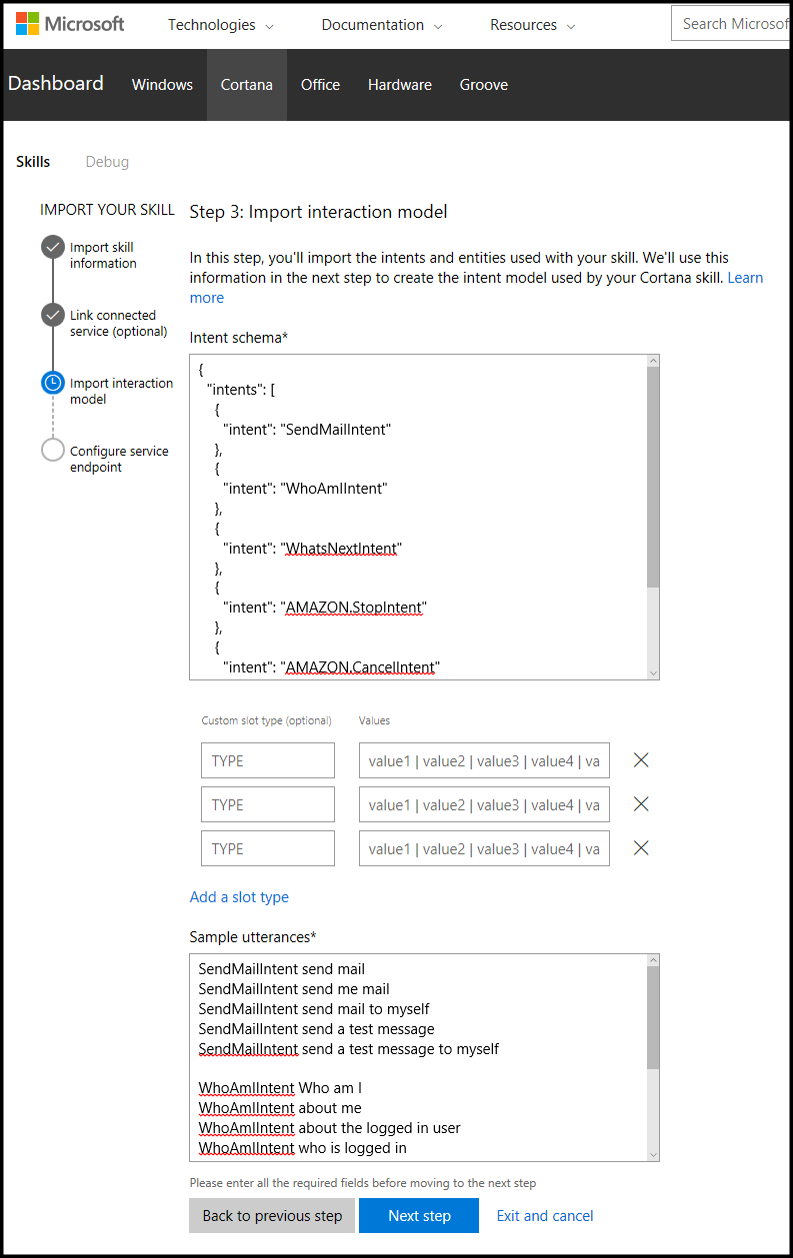 Microsoft Technologies Documentation Resources Search Microsof
Dashboard Windows Cortana Office Hardware Groove
Skills Debug
IMPORT YOUR SKILL
Import skill
information
Link connected
service (optional)
Import interaction
model
Configure service
endpoint
Step 3: Import interaction model
In this step, you'll import the intents and entities used with your skill. We'll use this
information in the next step to create the intent model used by your Cortana skill. Learn
more
Intent schema*
{
"intents": [
{
"intent": "SendMailIntent"
},
{
"intent": "WhoAmIIntent"
},
{
"intent": "WhatsNextIntent"
},
{
"intent": "AMAZON.StopIntent"
},
{
"intent": "AMAZON.CancelIntent"
Custom slot type (optional) Values
TYPE value1 | value2 | value3 | value4 | va
TYPE value1 | value2 | value3 | value4 | va
TYPE value1 | value2 | value3 | value4 | va
Add a slot type
Sample utterances*
SendMailIntent send mail
SendMailIntent send me mail
SendMailIntent send mail to myself
SendMailIntent send a test message
SendMailIntent send a test message to myself
WhoAmIIntent Who am I
WhoAmIIntent about me
WhoAmIIntent about the logged in user
WhoAmIIntent who is logged in
Please enter all the required fields before moving to the next step
Back to previous step Next step Exit and cancel